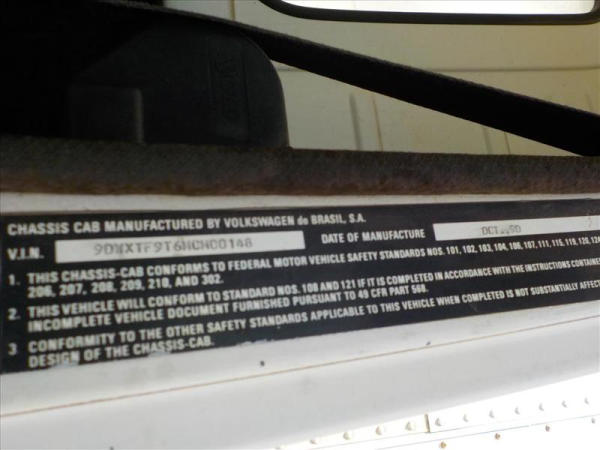 CHASSIS CAB MANUFACTURED BY VOLKSWAGEN do BRASIL, S.A.
V.I.N. DATE OF MANUFACTURE
1. THIS CHASSIS-CAB CONFORMS TO FEDERAL MOTOR VEHICLE SAFETY STANDARDS NOS. 101, 102, 103, 104, 106, 107, 111, 115, 119, 120,
206, 207, 208, 209, 210, AND 302.
2. THIS VEHICLE WILL CONFORM TO STANDARD NOS. 108 AND 121 IF IT IS COMPLETED IN ACCORDANCE WITH THE INSTRUCTIONS
INCOMPLETE VEHICLE DOCUMENT FURNISHED PURSUANT TO 49 CFR PART 568.
3 CONFORMITY TO THE OTHER SAFETY STANDARDS APPLICABLE TO THIS VEHICLE WHEN COMPLETED IS NOT SUBSTANTIALLY
DESIGN OF THE CHASSIS-CAB.